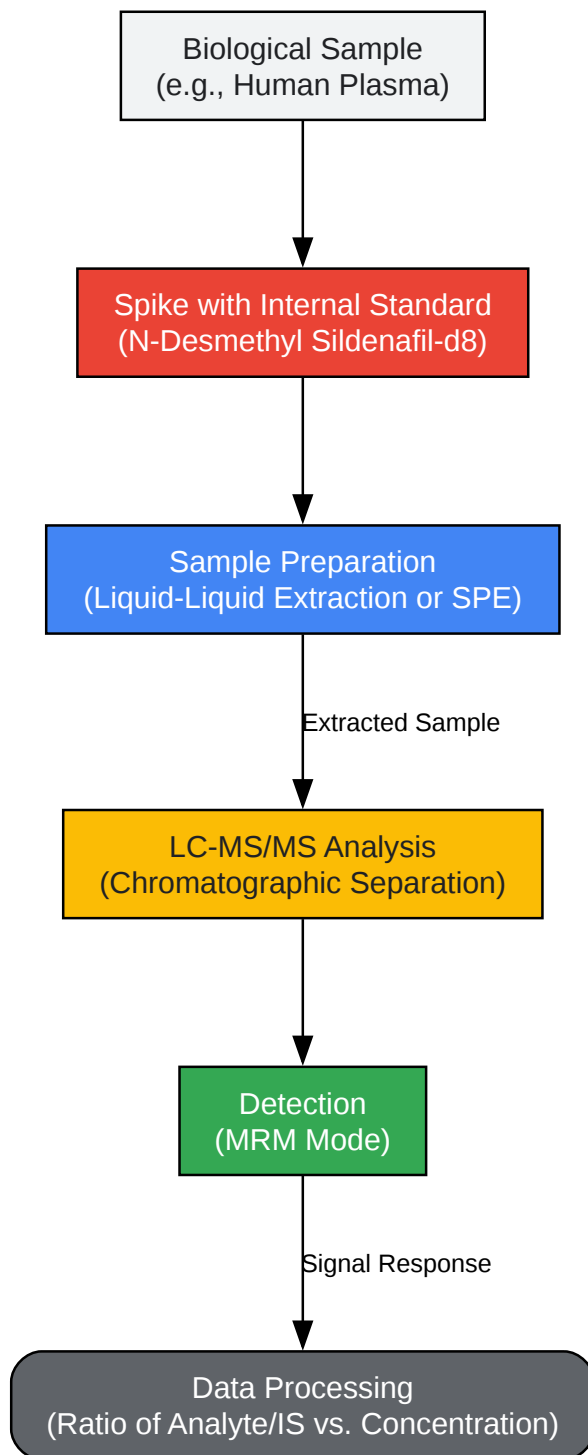 Biological Sample
(e.g., Human Plasma)
Spike with Internal Standard
(N-Desmethyl Sildenafil-d8)
Sample Preparation
(Liquid-Liquid Extraction or SPE)
Extracted Sample
LC-MS/MS Analysis
(Chromatographic Separation)
Detection
(MRM Mode)
Signal Response
Data Processing
(Ratio of Analyte/IS vs. Concentration)